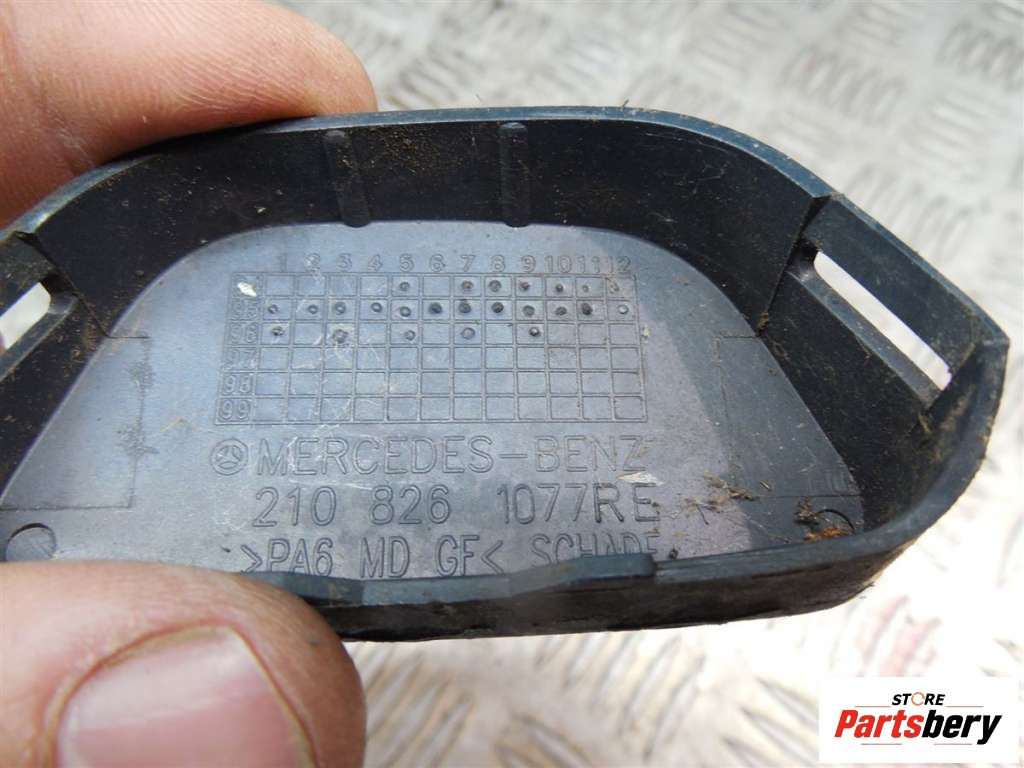 1 2 3 4 5 6 7 8 9 10 11 12
95
96
97
98
99
MERCEDES-BENZ
210 826 1077RE
>PA6 MD GF<
STORE
Partsbery